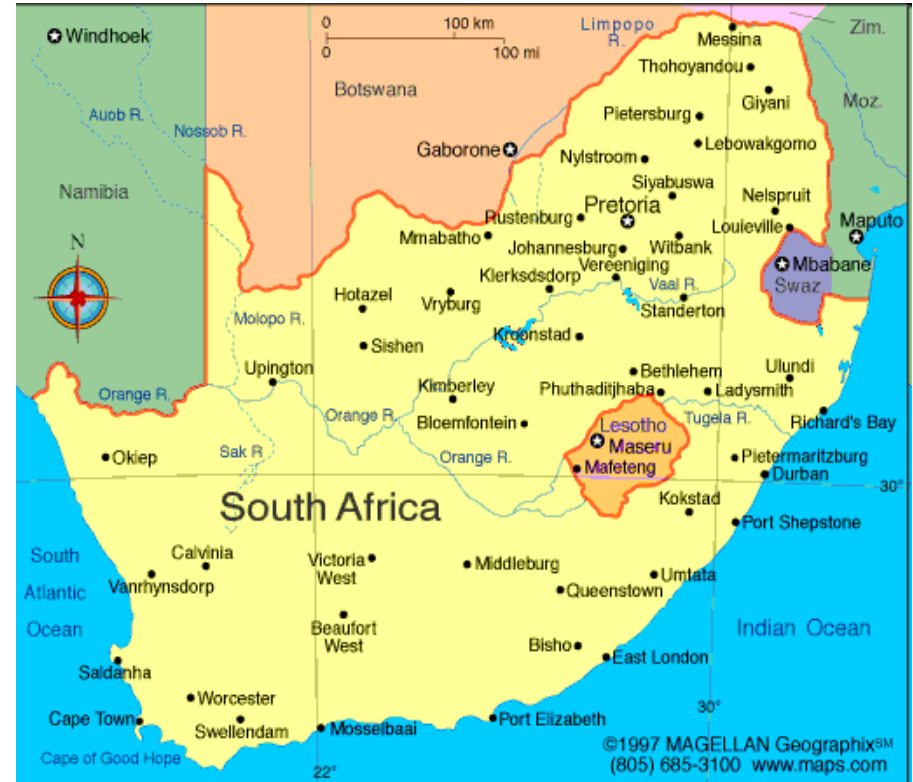 Windhoek
0
100 km
0
100 mi
Limpopo
R.
Zim.
Messina
Thohoyandou
Botswana
Giyani
Moz.
Auob R.
Nossob R.
Pietersburg
Gaborone
Lebowakgomo
Nylstroom
Namibia
Siyabuswa
Nelspruit
Rustenburg
Pretoria
Louieville
Maputo
N
Mmabatho
Johannesburg
Witbank
Vereeniging
Mbabane
Klerksdsdorp
Swaz
Hotazel
Vryburg
Vaal R.
Standerton
Molopo R.
Sishen
Kroonstad
Upington
Bethlehem
Ulundi
Kimberley
Phuthaditjhaba
Ladysmith
Orange R.
Orange R.
Bloemfontein
Lesotho
Tugela R.
Richard's Bay
Maseru
Okiep
Sak R
Orange R.
Mafeteng
Pietermaritzburg
Durban
30°
South Africa
Kokstad
Port Shepstone
South
Atlantic
Ocean
Calvinia
Vanrhynsdorp
Victoria
West
Middleburg
Umtata
Queenstown
Beaufort
West
Indian Ocean
Bisho
East London
Saldanha
Worcester
Cape Town
Swellendam
Mosselbaai
Port Elizabeth
30°
Cape of Good Hope
22°
©1997 MAGELLAN Geographix℠
(805) 685-3100 www.maps.com